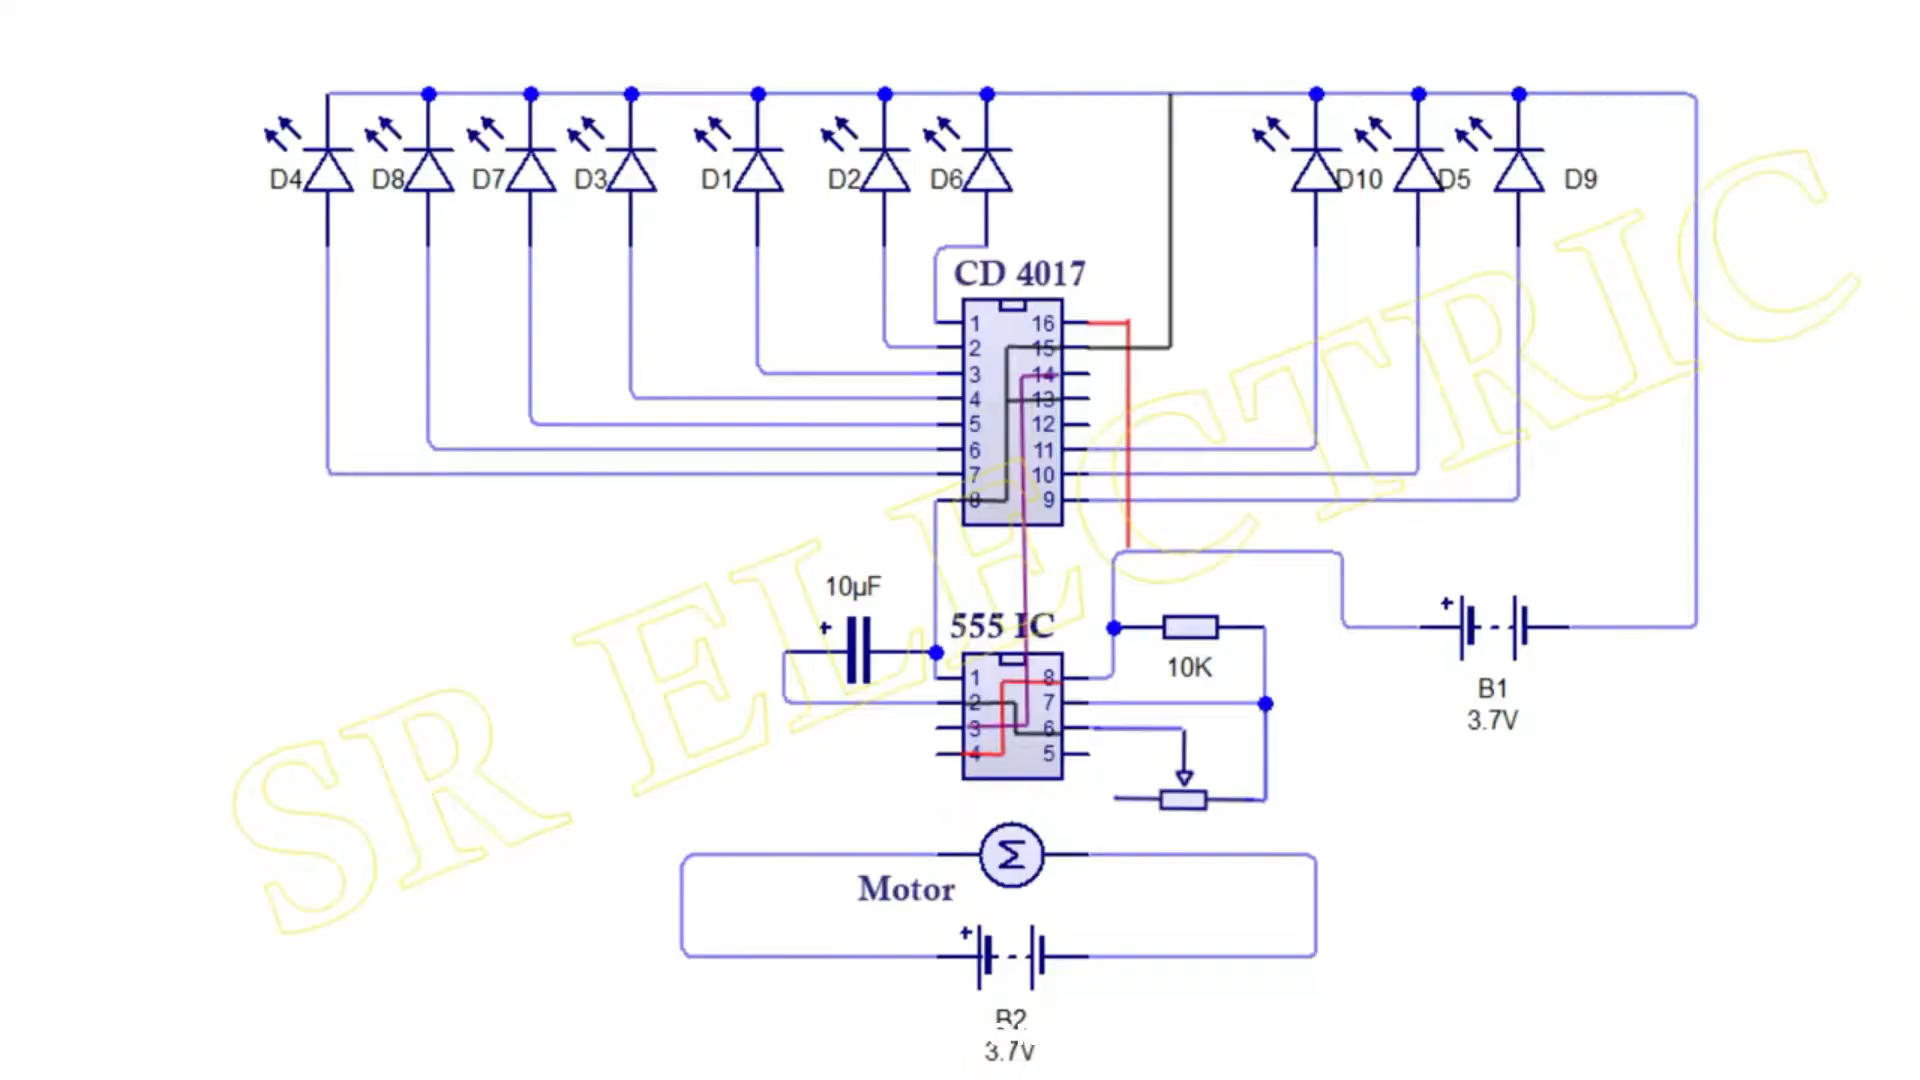 D4 D8 D7 D3 D1 D2 D6 D10 D5 D9
CD 4017
1 16
2 15
3 14
4 13
5 12
6 11
7 10
8 9
10µF
+
555 IC
10K
1 8
2 7
3 6
4 5
+
B1
3.7V
Motor
+
B2
3.7V
SR ELECTRIC